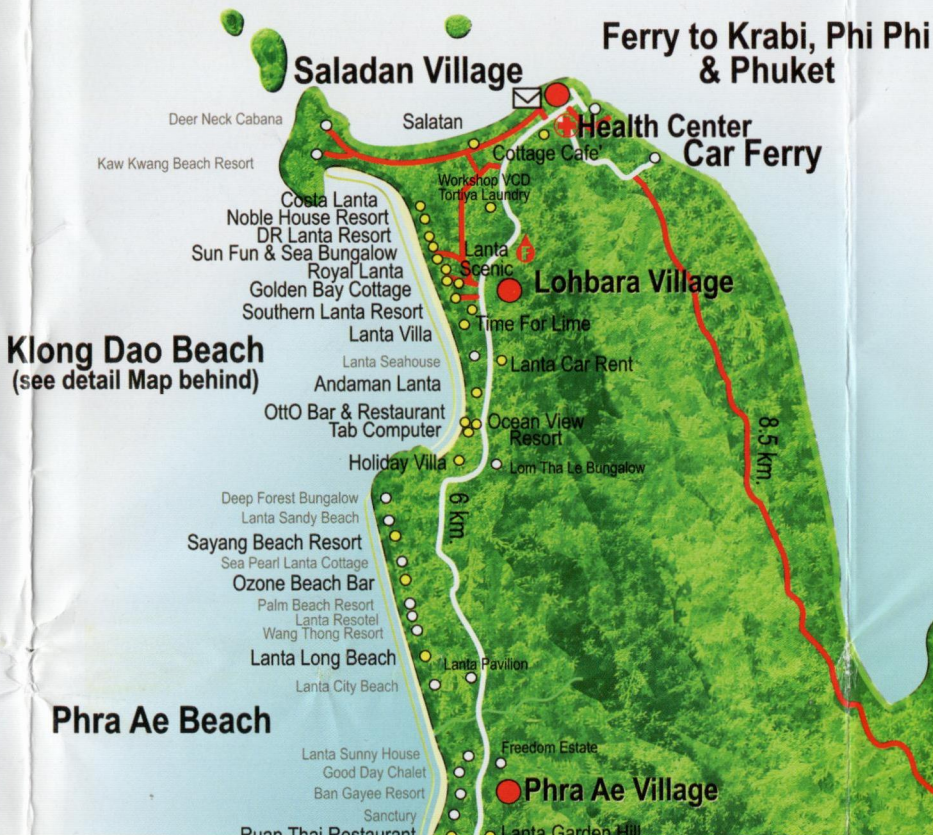 Ferry to Krabi, Phi Phi
& Phuket
Saladan Village
Deer Neck Cabana
Salatan
Health Center
Car Ferry
Kaw Kwang Beach Resort
Cottage Cafe'
Workshop VCD
Tortiya Laundry
Costa Lanta
Noble House Resort
DR Lanta Resort
Sun Fun & Sea Bungalow
Lanta
Scenic
Royal Lanta
Golden Bay Cottage
Lohbara Village
Southern Lanta Resort
Time For Lime
Lanta Villa
Klong Dao Beach
(see detail Map behind)
Lanta Seahouse
Lanta Car Rent
Andaman Lanta
OttO Bar & Restaurant
Tab Computer
Ocean View
Resort
8.5 km.
Holiday Villa
Lom Tha Le Bungalow
6 km.
Deep Forest Bungalow
Lanta Sandy Beach
Sayang Beach Resort
Sea Pearl Lanta Cottage
Ozone Beach Bar
Palm Beach Resort
Lanta Resotel
Wang Thong Resort
Lanta Long Beach
Lanta Pavilion
Lanta City Beach
Phra Ae Beach
Lanta Sunny House
Freedom Estate
Good Day Chalet
Ban Gayee Resort
Phra Ae Village
Sanctury
Ruan Thai Restaurant
Lanta Garden Hill